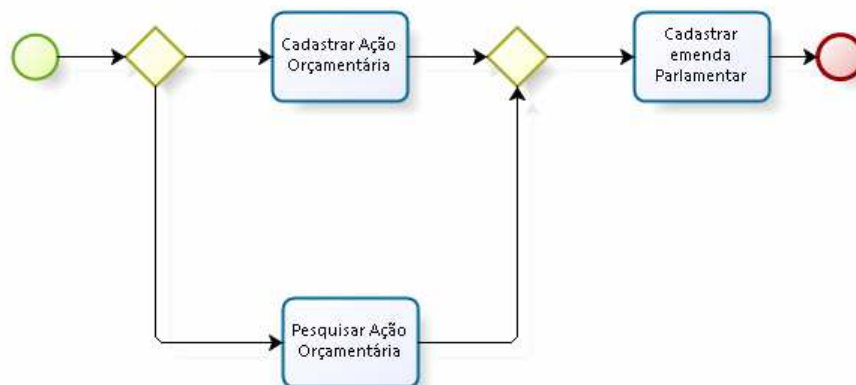 Cadastrar Ação
Orçamentária
Cadastrar
emenda
Parlamentar
Pesquisar Ação
Orçamentária